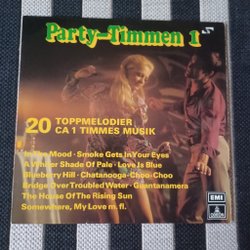 Party-Timmen 1
20 TOPPMELODIER
CA 1 TIMMES MUSIK
In The Mood · Smoke Gets In Your Eyes
A Whiter Shade Of Pale · Love Is Blue
Blueberry Hill · Chatanooga-Choo-Choo
Bridge Over Troubled Water · Guantanamera
The House Of The Rising Sun
Somewhere, My Love m. fl.
EMI
ODEON